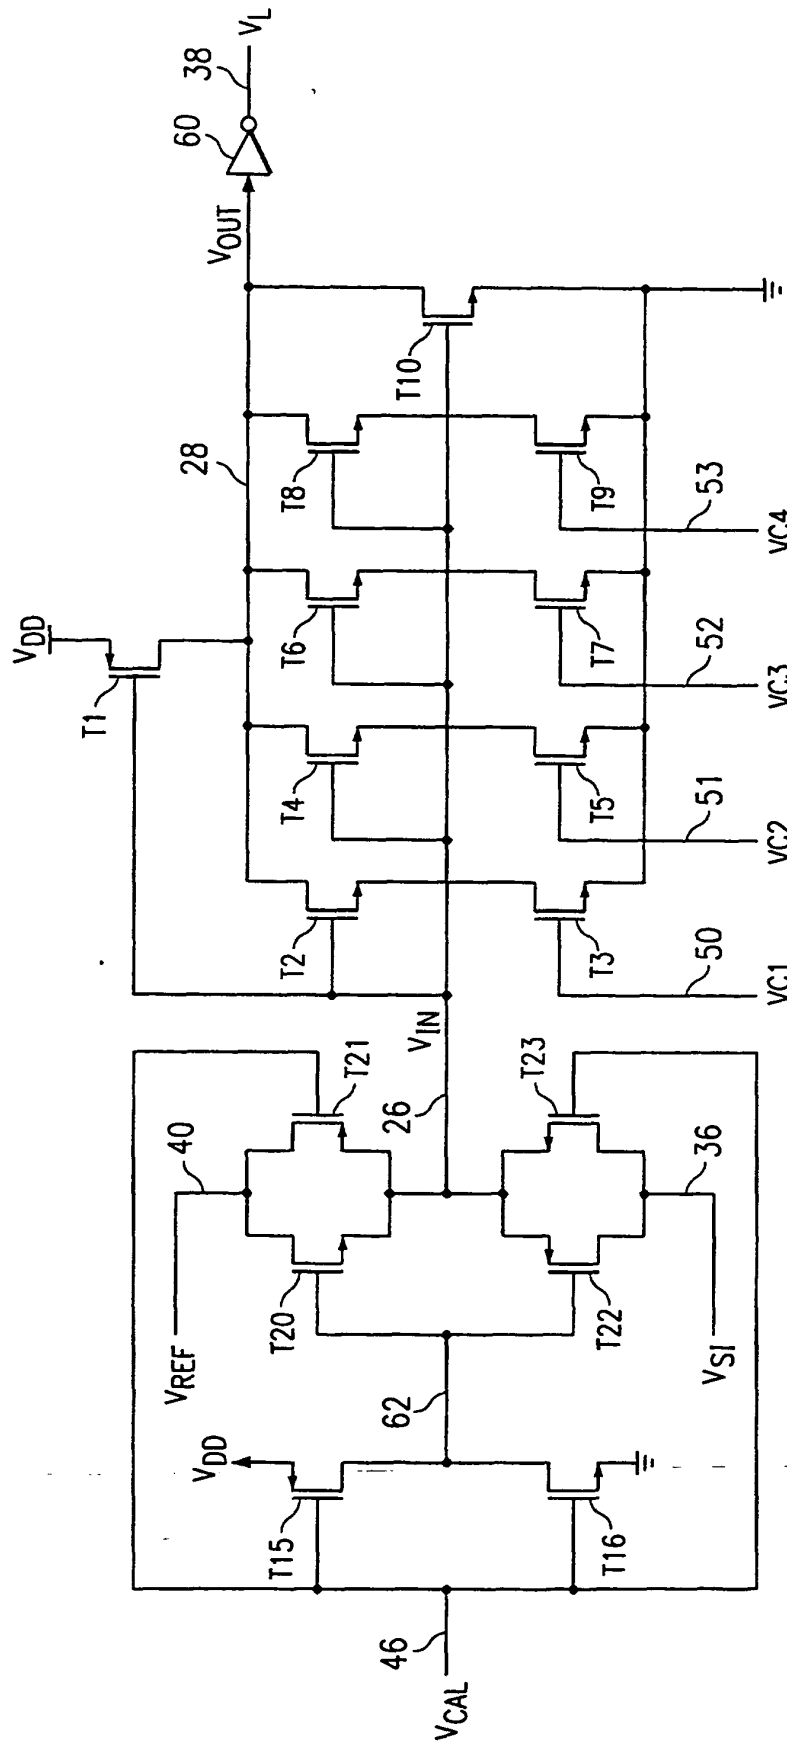 VDD
T1
28
VOUT
60
38
VL
T2
T4
T6
T8
T10
T3
T5
T7
T9
50
51
52
53
VC1
VC2
VC3
VC4
VIN
26
VREF
40
T20
T21
T22
T23
36
VSI
VDD
T15
T16
62
46
VCAL